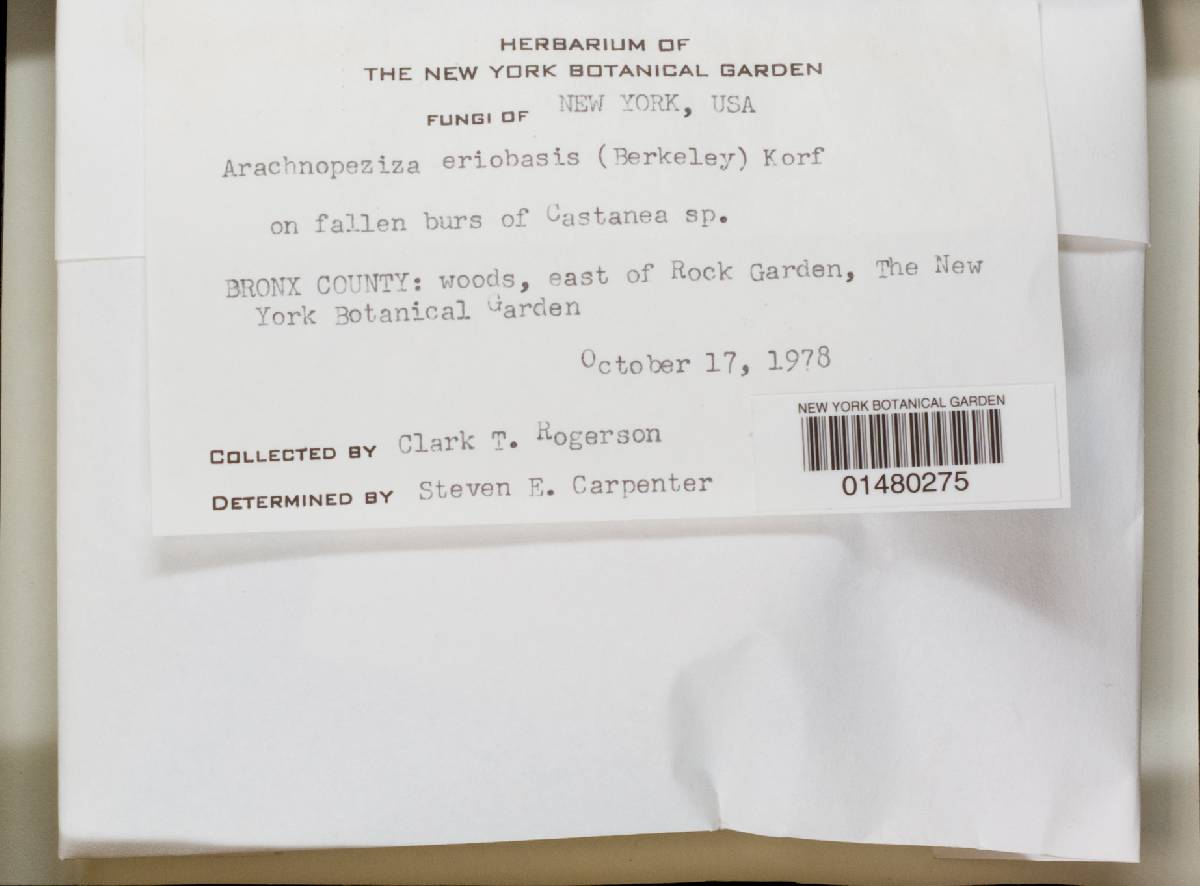 HERBARIUM OF
THE NEW YORK BOTANICAL GARDEN
FUNGI OF NEW YORK, USA
Arachnopeziza eriobasis (Berkeley) Korf
on fallen burs of Castanea sp.
BRONX COUNTY: woods, east of Rock Garden, The New
York Botanical Garden
October 17, 1978
COLLECTED BY Clark T. Rogerson
DETERMINED BY Steven E. Carpenter
NEW YORK BOTANICAL GARDEN
01480275